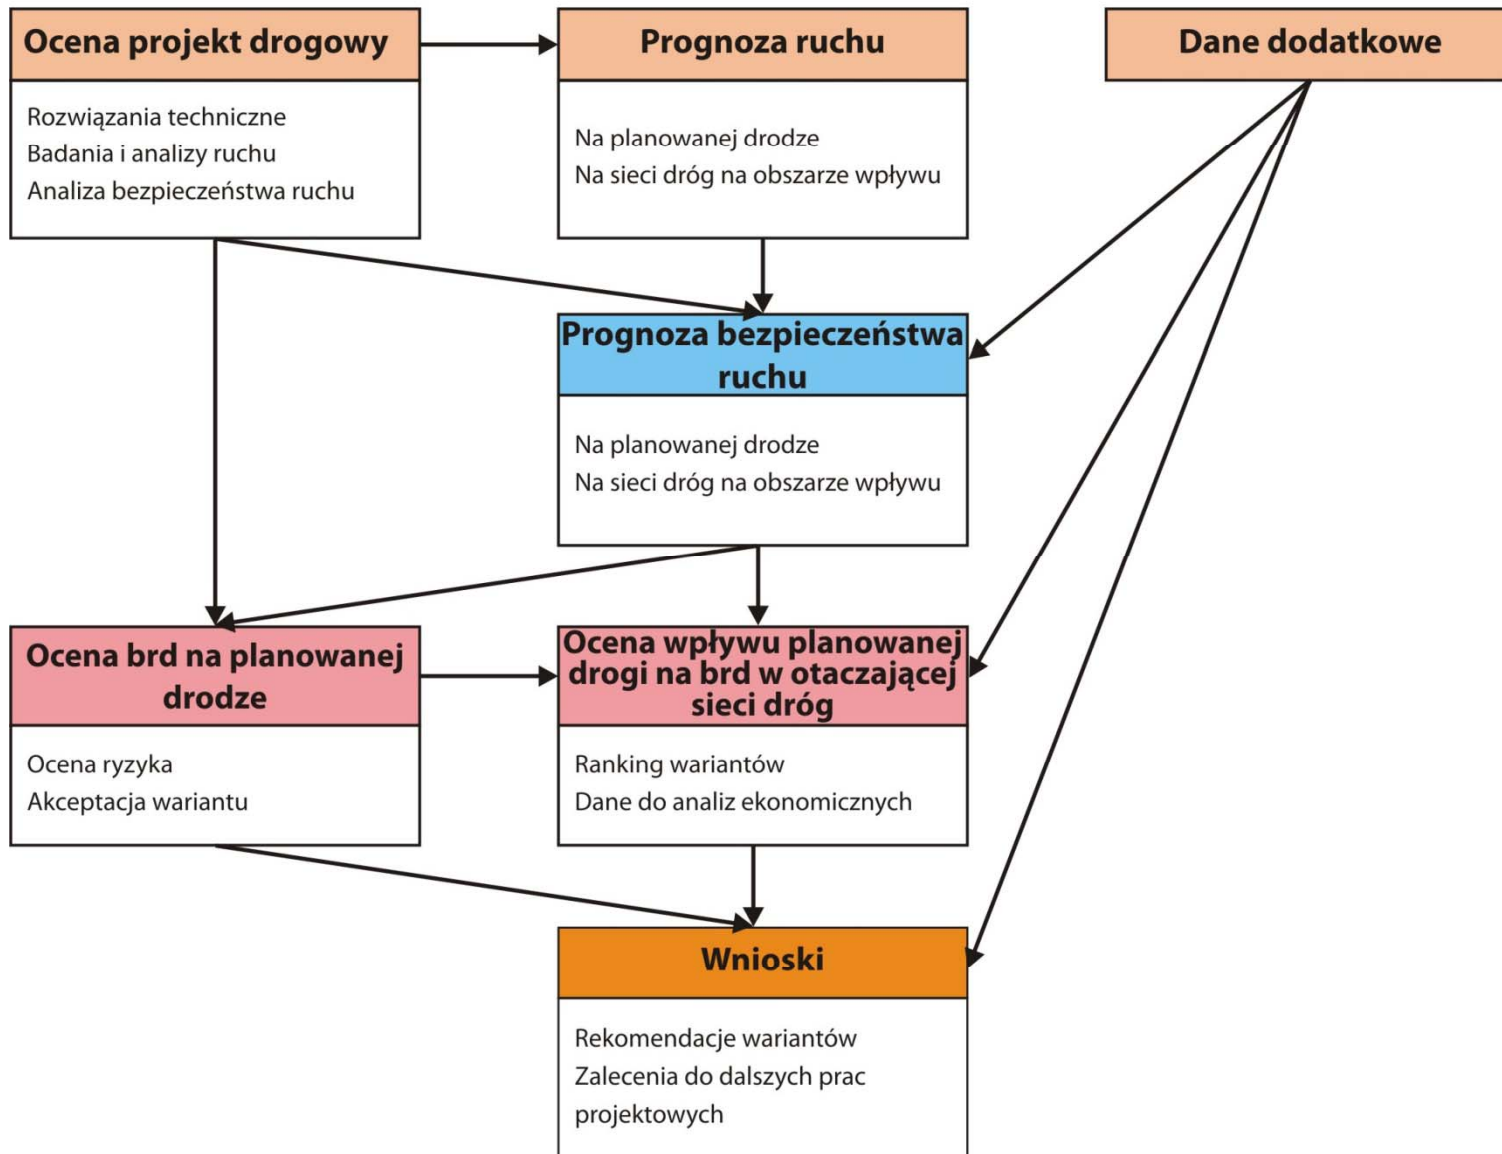 Ocena projekt drogowy
Rozwiązania techniczne
Badania i analizy ruchu
Analiza bezpieczeństwa ruchu
Prognoza ruchu
Na planowanej drodze
Na sieci dróg na obszarze wpływu
Dane dodatkowe
Prognoza bezpieczeństwa
ruchu
Na planowanej drodze
Na sieci dróg na obszarze wpływu
Ocena brd na planowanej
drodze
Ocena ryzyka
Akceptacja wariantu
Ocena wpływu planowanej
drogi na brd w otaczającej
sieci dróg
Ranking wariantów
Dane do analiz ekonomicznych
Wnioski
Rekomendacje wariantów
Zalecenia do dalszych prac
projektowych